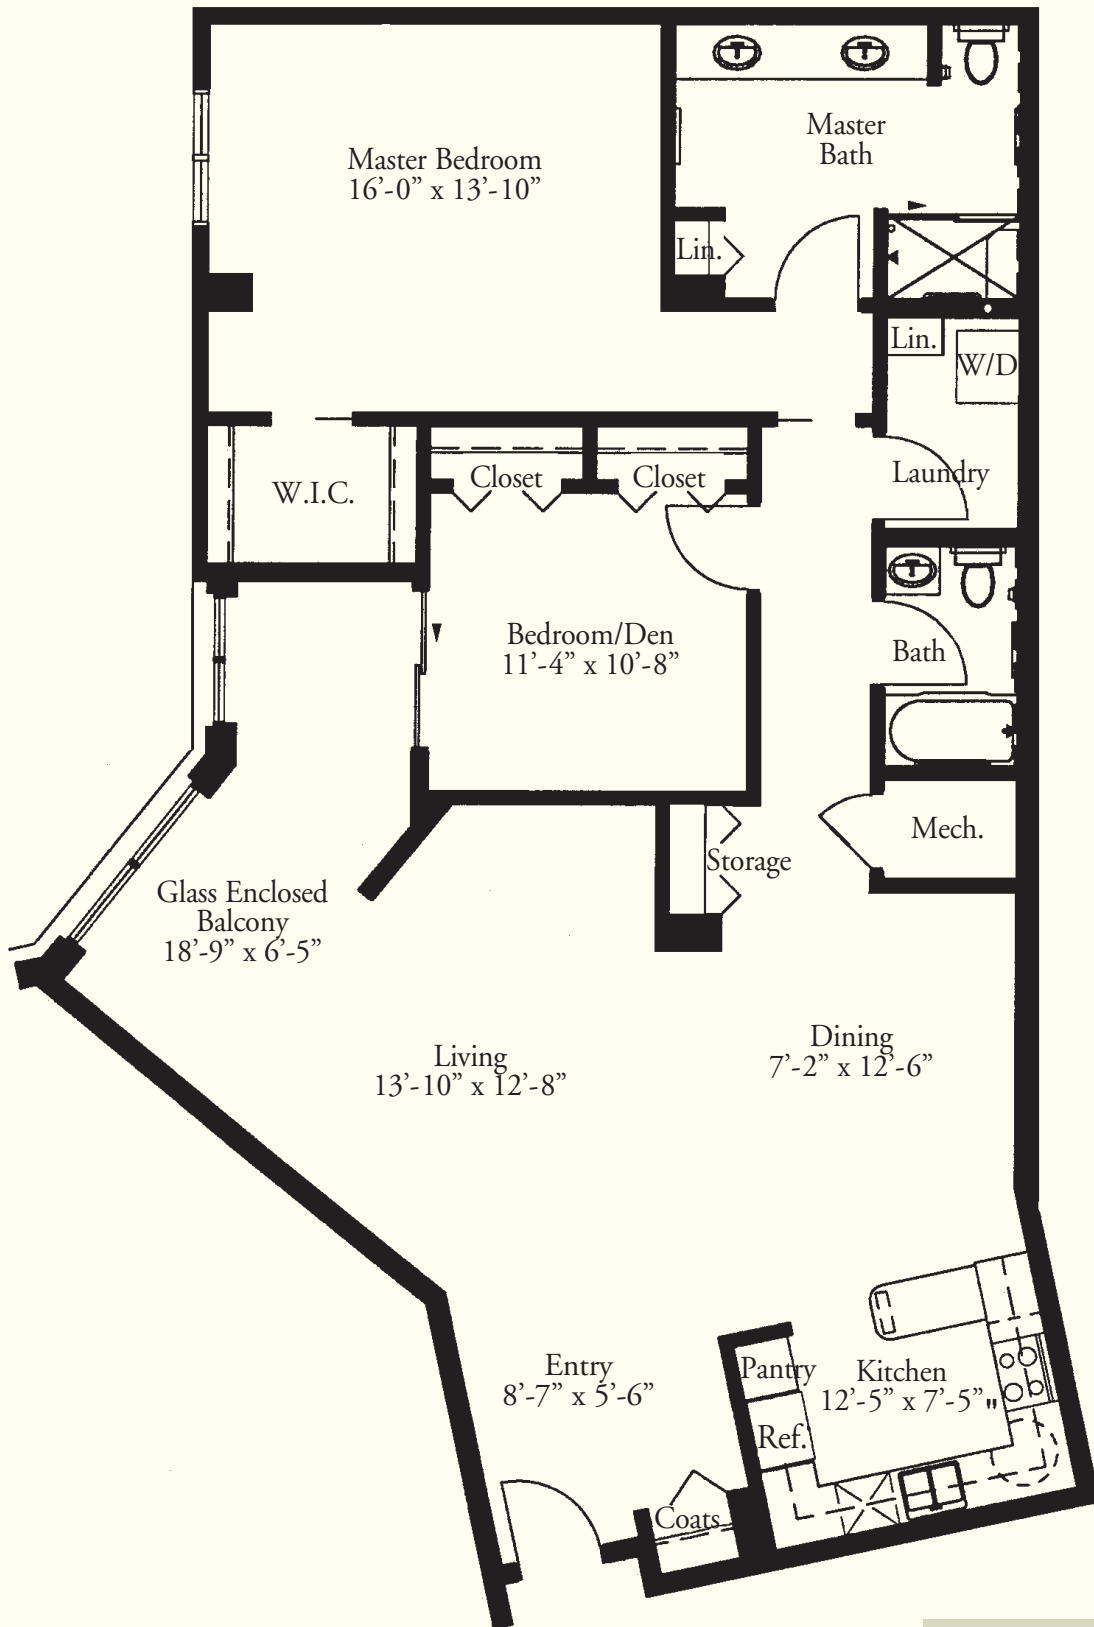 Master Bedroom
16’-0” x 13’-10”
Master
Bath
Lin.
Lin.
W/D
Laundry
W.I.C.
Closet
Closet
Bedroom/Den
11’-4” x 10’-8”
Bath
Mech.
Storage
Glass Enclosed
Balcony
18’-9” x 6’-5”
Living
13’-10” x 12’-8”
Dining
7’-2” x 12’-6”
Entry
8’-7” x 5’-6”
Pantry
Kitchen
12’-5” x 7’-5”"
Ref.
Coats